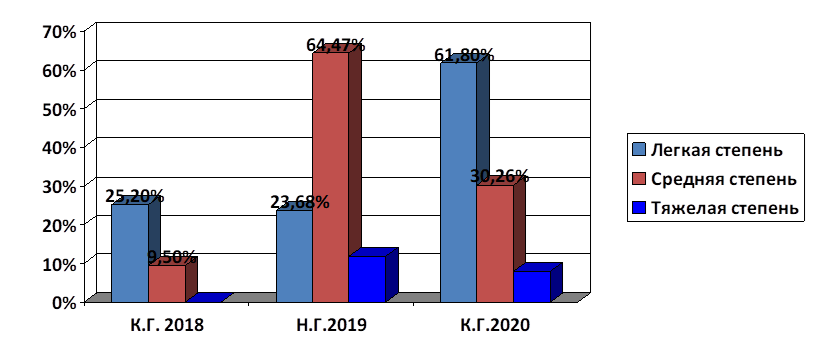 70%
60%
50%
40%
30%
20%
10%
0%
25,20%
9,50%
23,68%
64,47%
61,80%
30,26%
К.Г. 2018
Н.Г.2019
К.Г.2020
Легкая степень
Средняя степень
Тяжелая степень